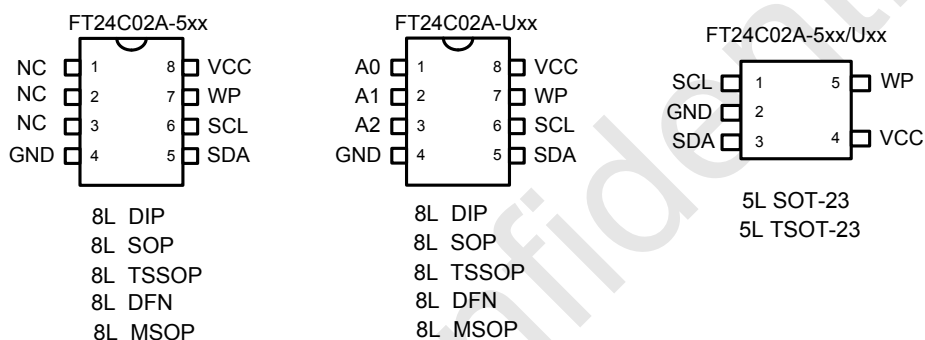 FT24C02A-5xx
NC 1 8 VCC
NC 2 7 WP
NC 3 6 SCL
GND 4 5 SDA
8L DIP
8L SOP
8L TSSOP
8L DFN
8L MSOP
FT24C02A-Uxx
A0 1 8 VCC
A1 2 7 WP
A2 3 6 SCL
GND 4 5 SDA
8L DIP
8L SOP
8L TSSOP
8L DFN
8L MSOP
FT24C02A-5xx/Uxx
SCL 1 5 WP
GND 2
SDA 3 4 VCC
5L SOT-23
5L TSOT-23